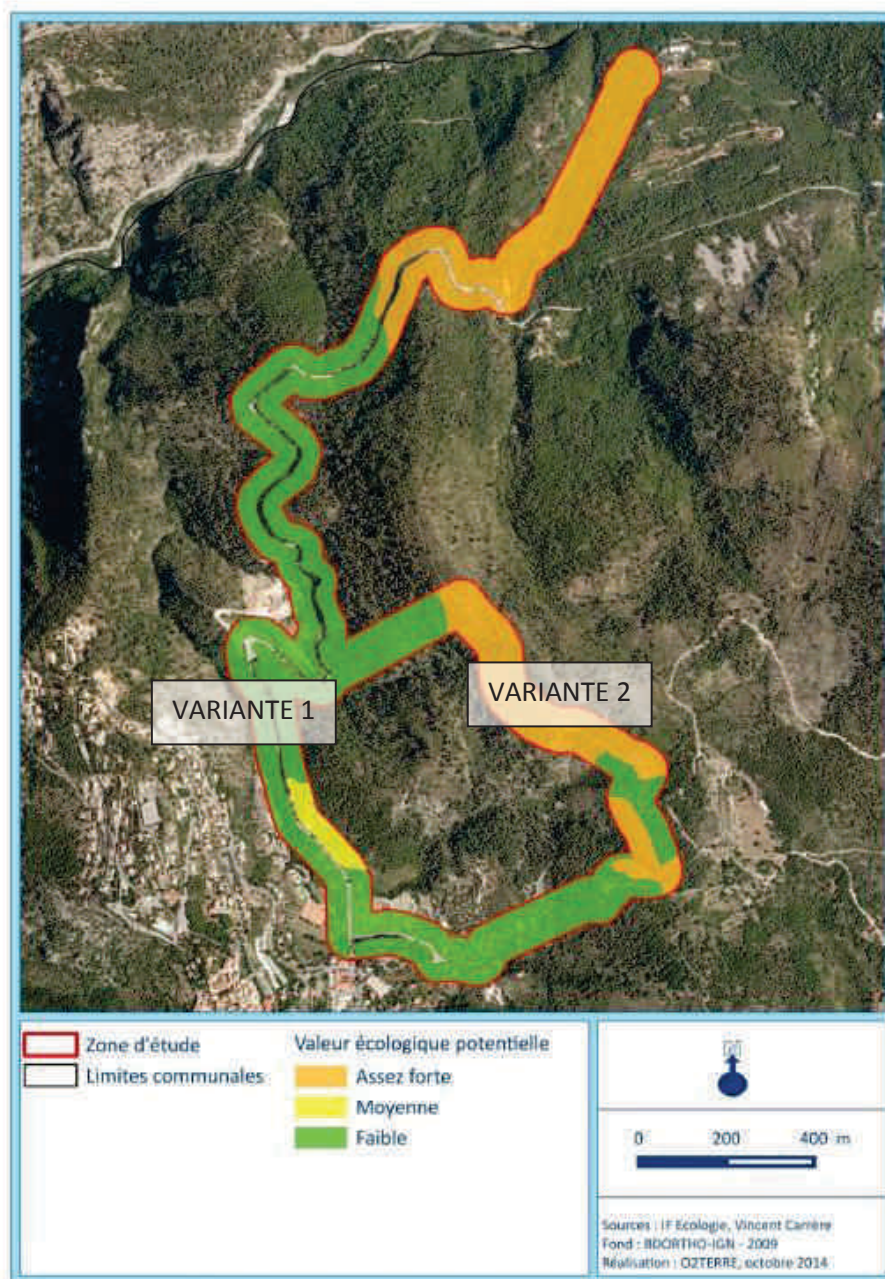 VARIANTE 1
VARIANTE 2
Zone d'étude
Limites communales
Valeur écologique potentielle
Assez forte
Moyenne
Faible
N
0 200 400 m
Sources : IF Ecologie, Vincent Carrère
Fond : BDORTHO-IGN - 2009
Réalisation : O2TERRE, octobre 2014